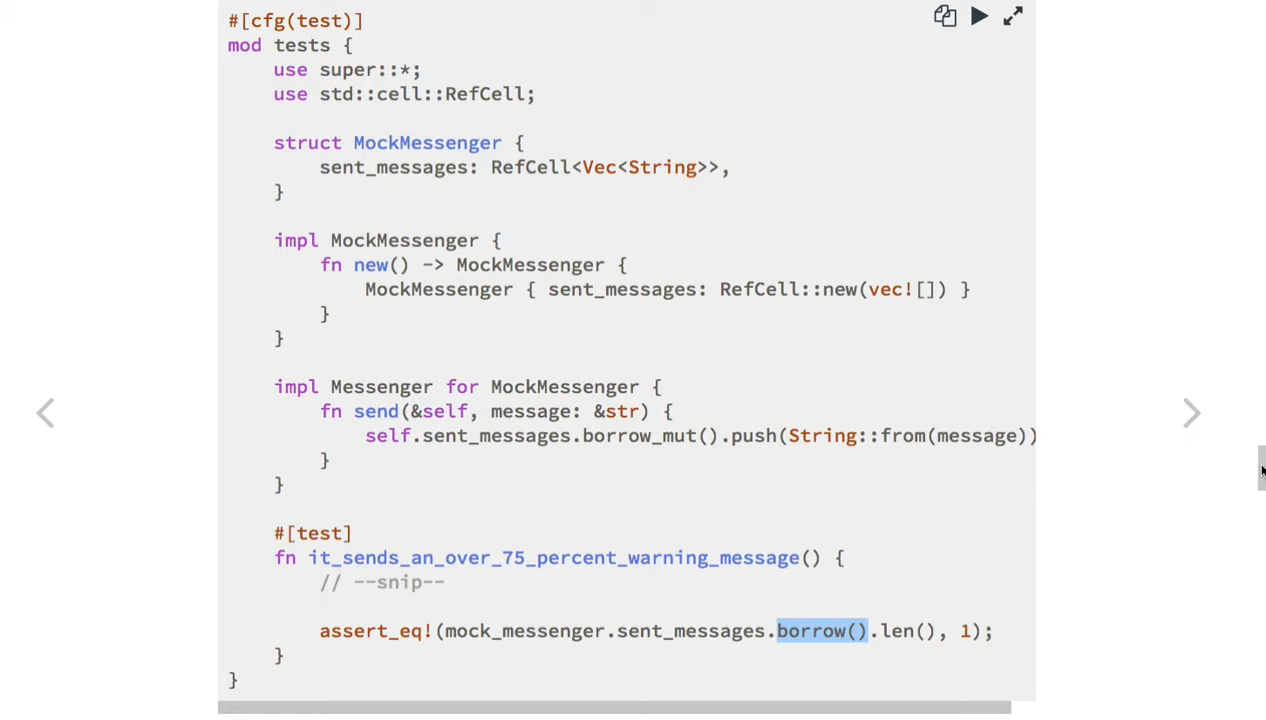 #[cfg(test)]
mod tests {
    use super::*;
    use std::cell::RefCell;

    struct MockMessenger {
        sent_messages: RefCell<Vec<String>>,
    }

    impl MockMessenger {
        fn new() -> MockMessenger {
            MockMessenger { sent_messages: RefCell::new(vec![]) }
        }
    }

    impl Messenger for MockMessenger {
        fn send(&self, message: &str) {
            self.sent_messages.borrow_mut().push(String::from(message))
        }
    }

    #[test]
    fn it_sends_an_over_75_percent_warning_message() {
        // --snip--

        assert_eq!(mock_messenger.sent_messages.borrow().len(), 1);
    }
}